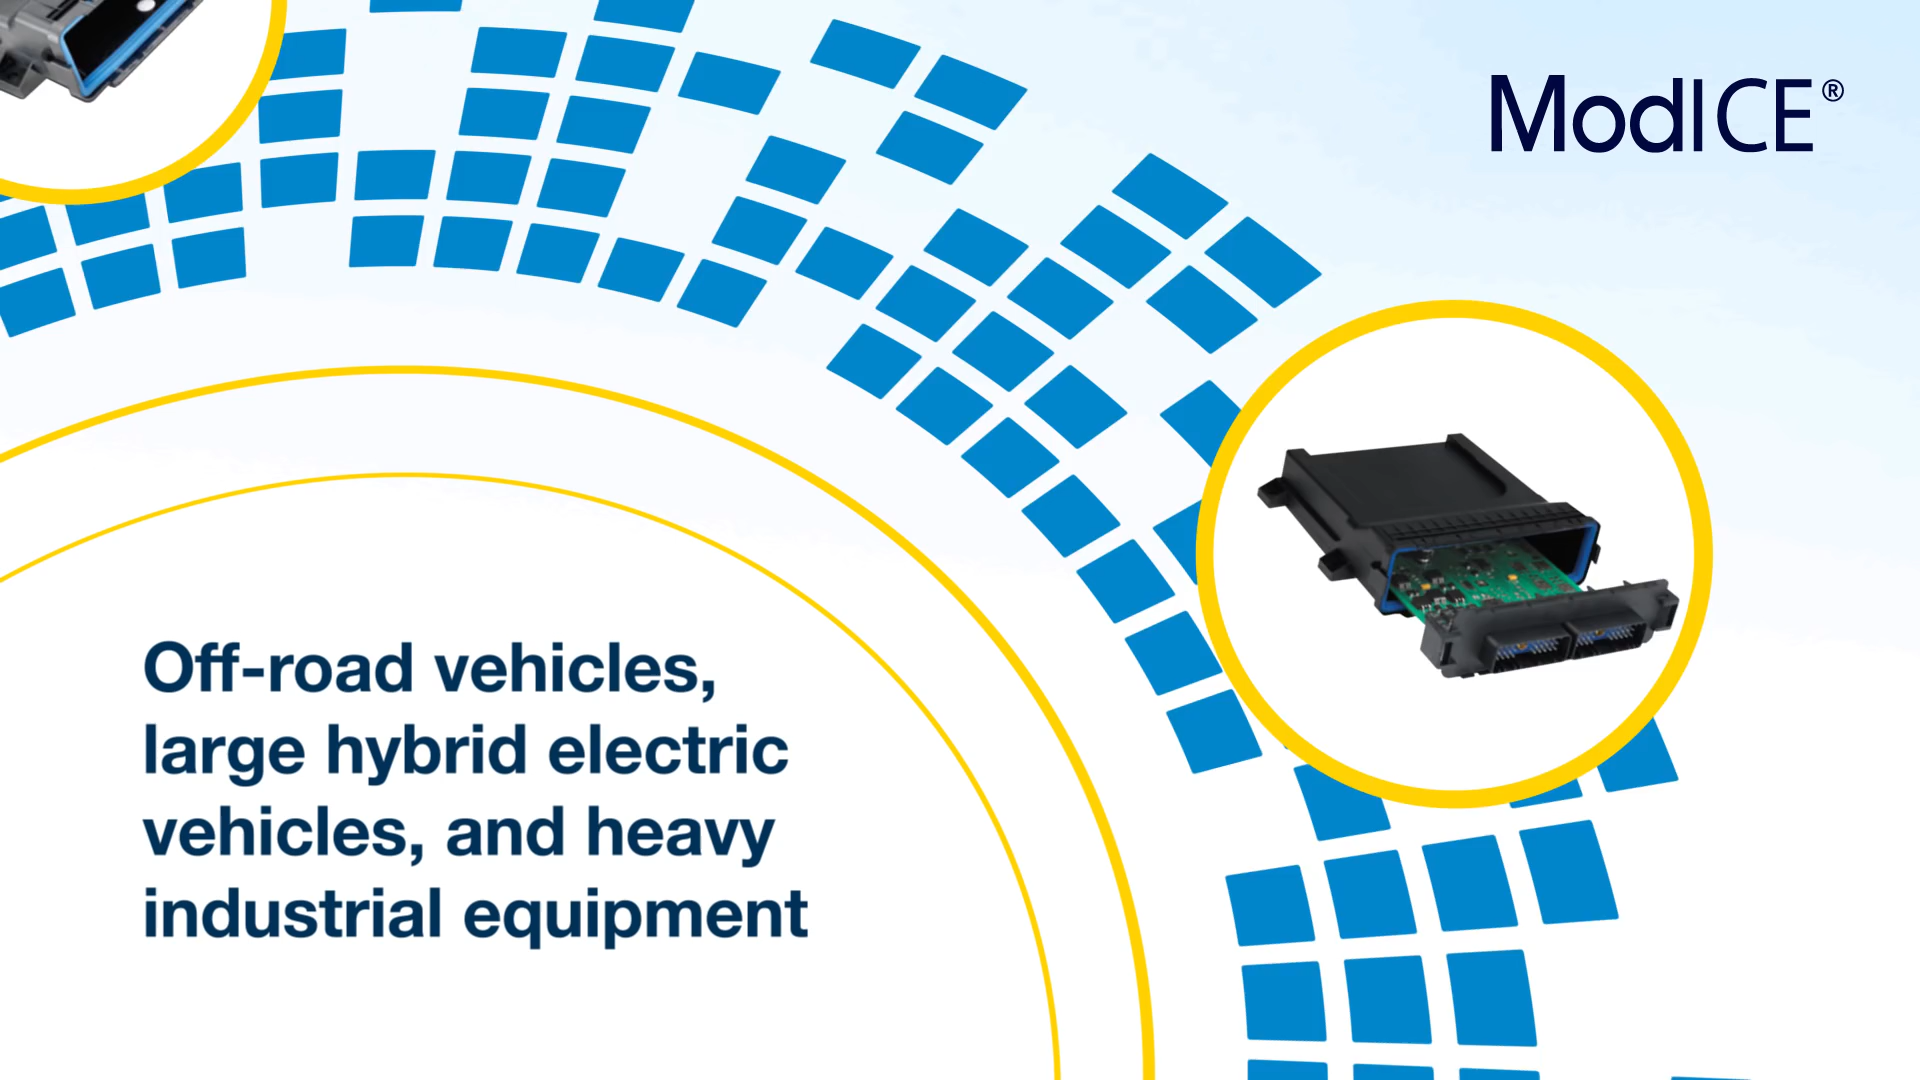 ModICE®
Off-road vehicles,
large hybrid electric
vehicles, and heavy
industrial equipment